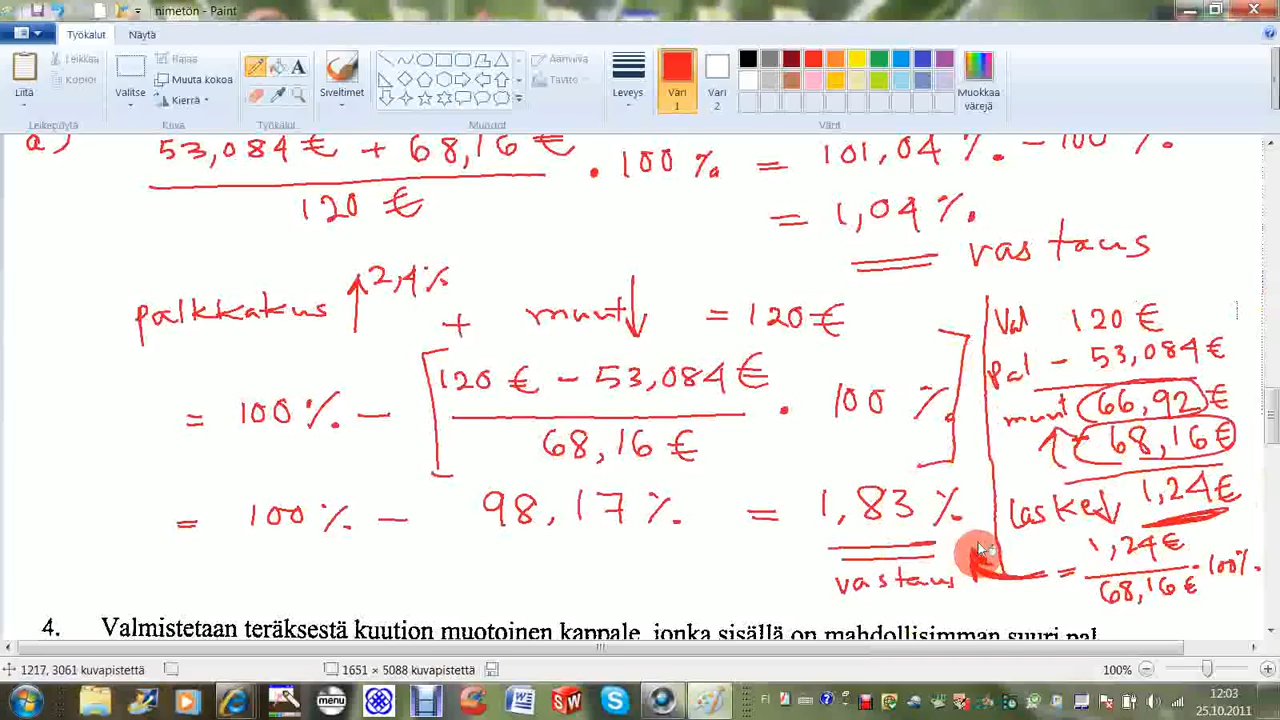 nimetön - Paint
Työkalut Näytä
Liitä
Leikkaa
Kopioi
Leikepöytä
Valitse
Rajaa
Muuta kokoa
Kierrä
Kuva
A
Työkalut
Siveltimet
Muodot
Ääriviiva
Täyttö
Leveys
Väri 1
Väri 2
Muokkaa värejä
Värit
a)
53,084 € + 68,16 €
120 €
· 100 % = 101,04 % - 100 %
= 1,04 %
vastaus
palkkakus ↑ 2,4% + muut ↓ = 120 €
= 100 % - [ 120 € - 53,084 €
68,16 €
· 100 % ]
= 100 % - 98,17 % = 1,83 %
vastaus
Val 120 €
pal - 53,084 €
muut 66,92 €
↑ - 68,16 €
laskev 1,24 €
= 1,24 €
68,16 €
· 100%
4. Valmistetaan teräksestä kuution muotoinen kappale, jonka sisällä on mahdollisimman suuri pal
1217, 3061 kuvapistettä
1651 × 5088 kuvapistettä
100%
menu
FI
12:03
25.10.2011